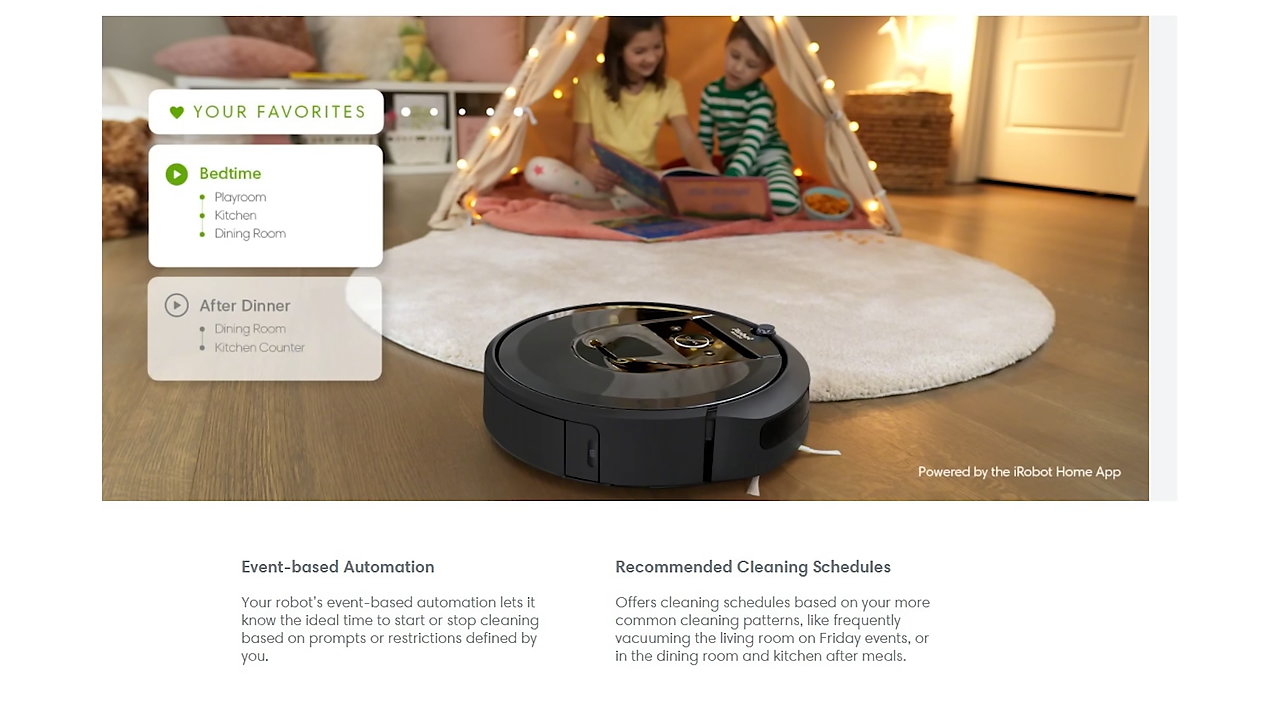 YOUR FAVORITES
Bedtime
Playroom
Kitchen
Dining Room
After Dinner
Dining Room
Kitchen Counter
Powered by the iRobot Home App
Event-based Automation
Your robot's event-based automation lets it
know the ideal time to start or stop cleaning
based on prompts or restrictions defined by
you.
Recommended Cleaning Schedules
Offers cleaning schedules based on your more
common cleaning patterns, like frequently
vacuuming the living room on Friday events, or
in the dining room and kitchen after meals.